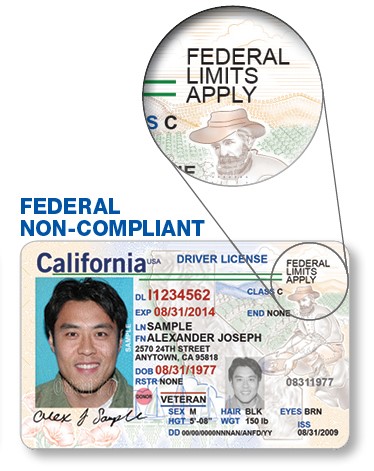 FEDERAL
LIMITS
APPLY
SS C
NE
FEDERAL
NON-COMPLIANT
California USA DRIVER LICENSE
FEDERAL
LIMITS
APPLY
DL I1234562 CLASS C
EXP 08/31/2014 END NONE
LN SAMPLE
FN ALEXANDER JOSEPH
2570 24TH STREET
ANYTOWN, CA 95818
DOB 08/31/1977
RSTR NONE 08311977
DONOR VETERAN
SEX M HAIR BLK EYES BRN
HGT 5'-08" WGT 150 lb ISS
DD 00/00/0000NNNAN/ANFD/YY 08/31/2009
SAMPLE
Alex J Sample